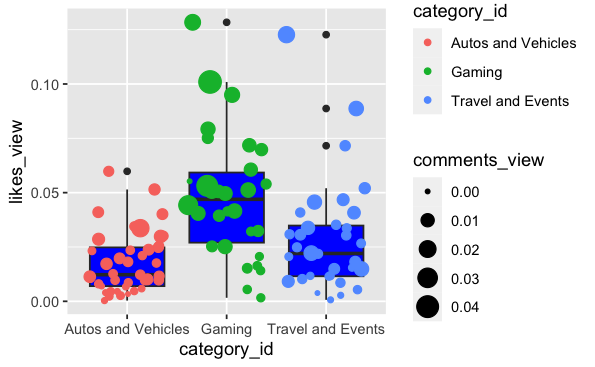 likes_view
0.10
0.05
0.00
Autos and Vehicles
Gaming
Travel and Events
category_id
category_id
Autos and Vehicles
Gaming
Travel and Events
comments_view
0.00
0.01
0.02
0.03
0.04